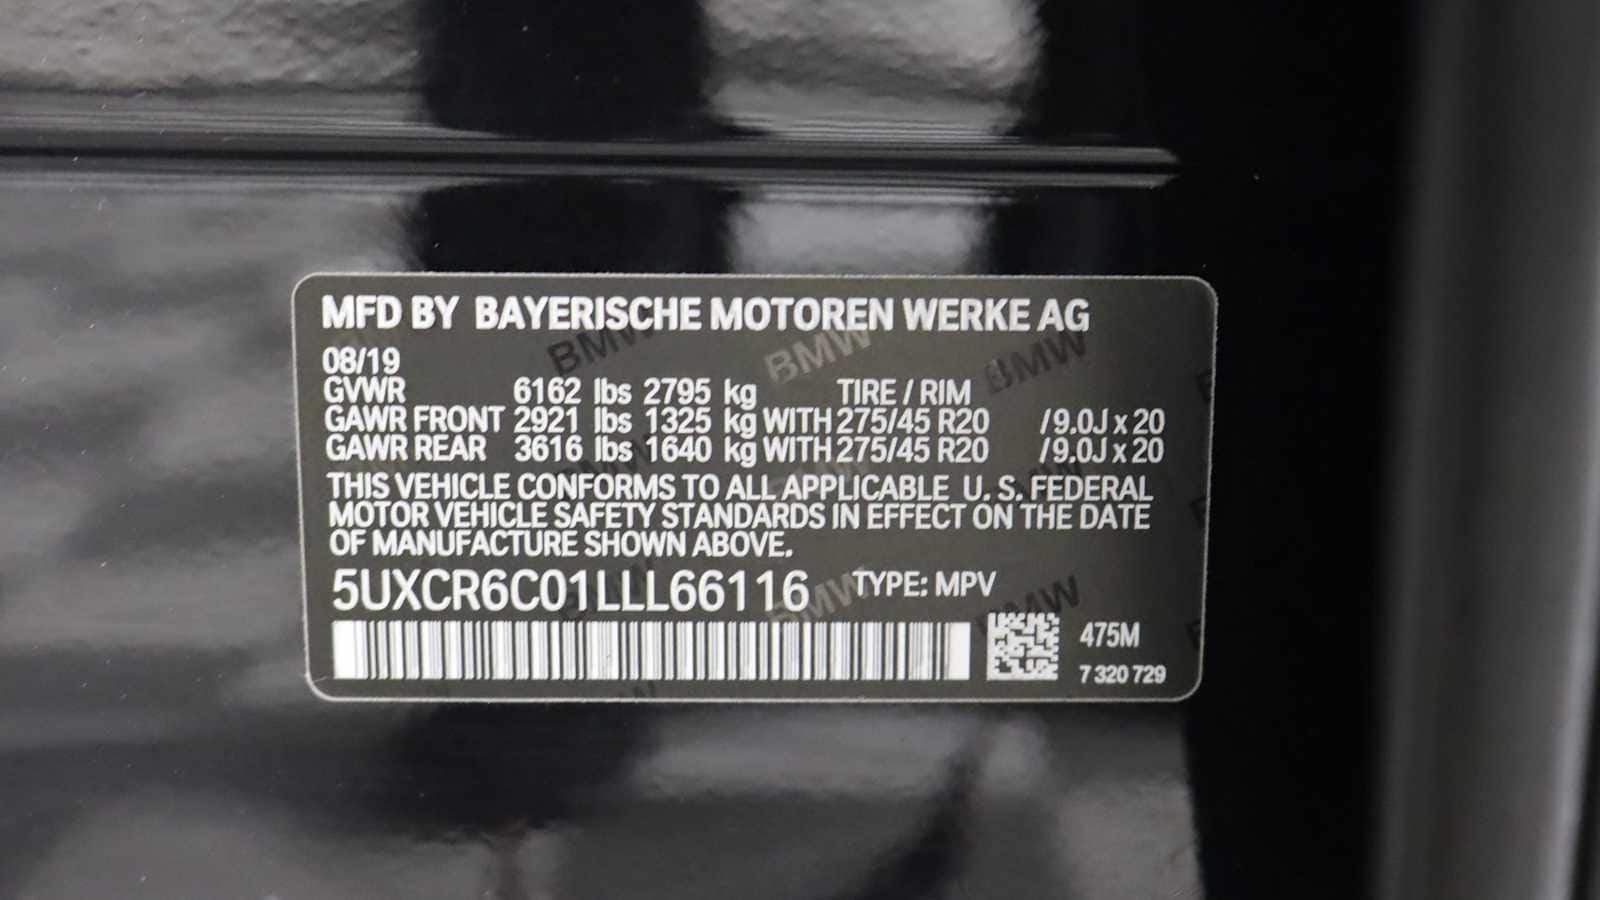 MFD BY BAYERISCHE MOTOREN WERKE AG
08/19
GVWR 6162 lbs 2795 kg TIRE / RIM
GAWR FRONT 2921 lbs 1325 kg WITH 275/45 R20 /9.0J x 20
GAWR REAR 3616 lbs 1640 kg WITH 275/45 R20 /9.0J x 20
THIS VEHICLE CONFORMS TO ALL APPLICABLE U. S. FEDERAL
MOTOR VEHICLE SAFETY STANDARDS IN EFFECT ON THE DATE
OF MANUFACTURE SHOWN ABOVE.
5UXCR6C01LLL66116 TYPE: MPV
475M
7 320 729